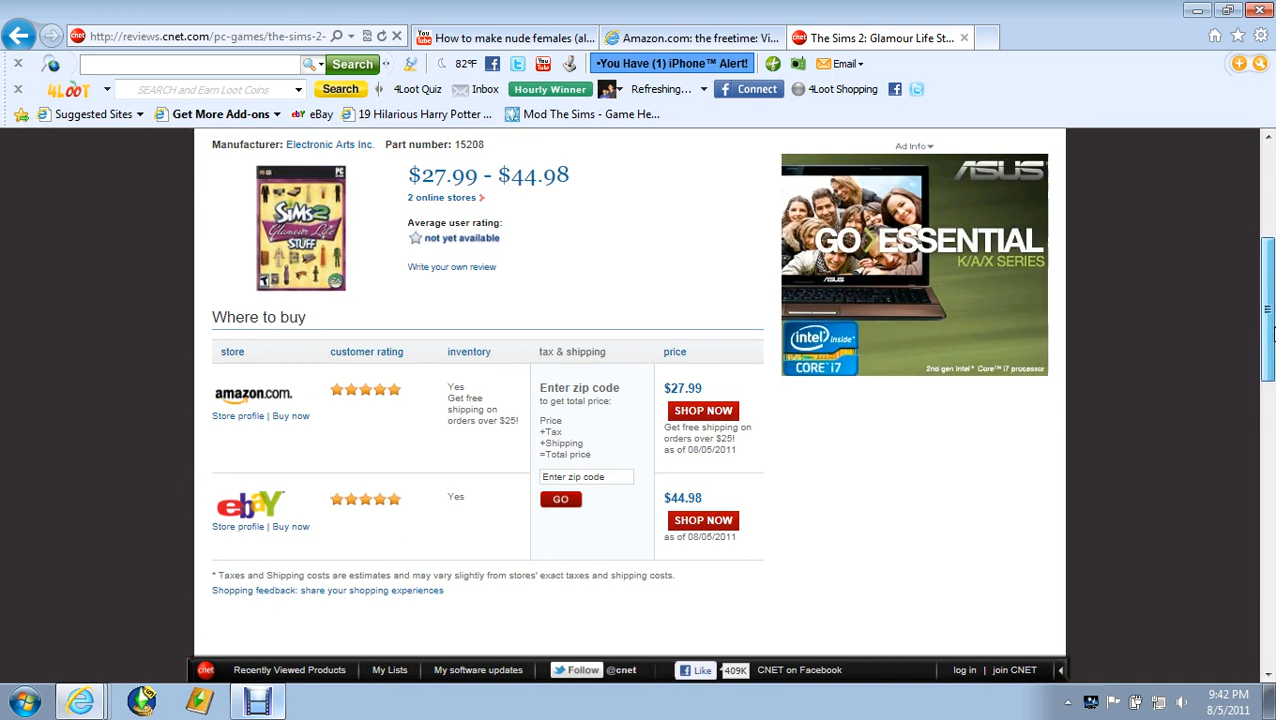 http://reviews.cnet.com/pc-games/the-sims-2-
How to make nude females (al...
Amazon.com: the freetime: Vi...
The Sims 2: Glamour Life St...
Search
82°F
•You Have (1) iPhone™ Alert!
Email
4LOOT
SEARCH and Earn Loot Coins
Search
4Loot Quiz
Inbox
Hourly Winner
Refreshing...
Connect
4Loot Shopping
Suggested Sites
Get More Add-ons
eBay
19 Hilarious Harry Potter ...
Mod The Sims - Game He...
Manufacturer: Electronic Arts Inc. Part number: 15208
Ad Info
$27.99 - $44.98
2 online stores
Average user rating:
not yet available
Write your own review
PC
The Sims 2
Glamour Life
STUFF
ASUS
GO ESSENTIAL
K/A/X SERIES
intel inside
CORE i7
2nd gen Intel® Core™ i7 processor
Where to buy
store customer rating inventory tax & shipping price
amazon.com.
Store profile | Buy now
Yes
Get free
shipping on
orders over $25!
Enter zip code
to get total price:
Price
+Tax
+Shipping
=Total price
Enter zip code
GO
$27.99
SHOP NOW
Get free shipping on
orders over $25!
as of 08/05/2011
ebay
Store profile | Buy now
Yes
$44.98
SHOP NOW
as of 08/05/2011
* Taxes and Shipping costs are estimates and may vary slightly from stores' exact taxes and shipping costs.
Shopping feedback: share your shopping experiences
cnet Recently Viewed Products My Lists My software updates Follow @cnet Like 409K CNET on Facebook log in | join CNET
9:42 PM
8/5/2011